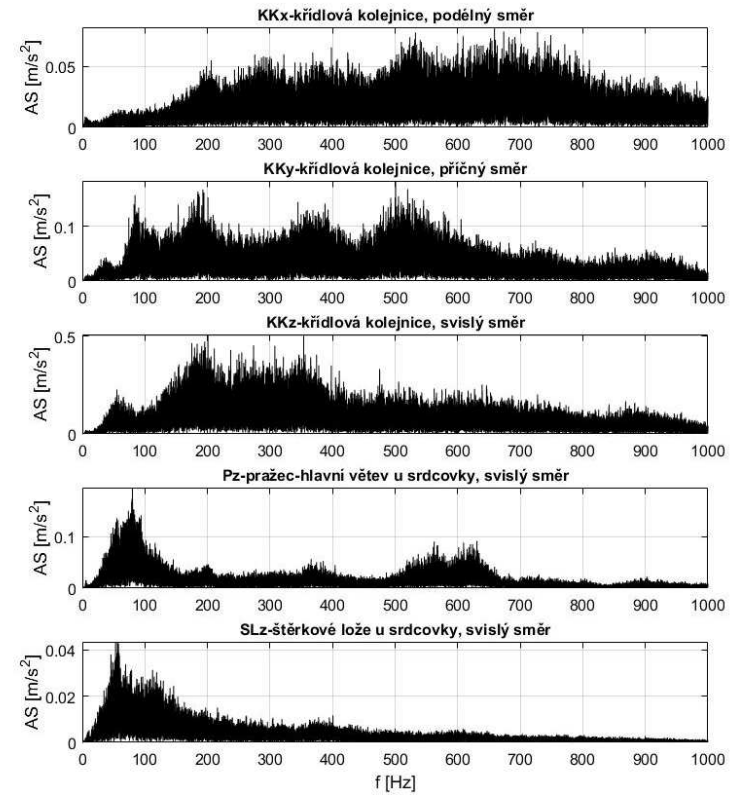 KKx-křídlová kolejnice, podélný směr
AS [m/s²]
0.05
0
0 100 200 300 400 500 600 700 800 900 1000
KKy-křídlová kolejnice, příčný směr
AS [m/s²]
0.1
0
0 100 200 300 400 500 600 700 800 900 1000
KKz-křídlová kolejnice, svislý směr
AS [m/s²]
0.5
0
0 100 200 300 400 500 600 700 800 900 1000
Pz-pražec-hlavní větev u srdcovky, svislý směr
AS [m/s²]
0.1
0
0 100 200 300 400 500 600 700 800 900 1000
SLz-štěrkové lože u srdcovky, svislý směr
AS [m/s²]
0.04
0.02
0
0 100 200 300 400 500 600 700 800 900 1000
f [Hz]